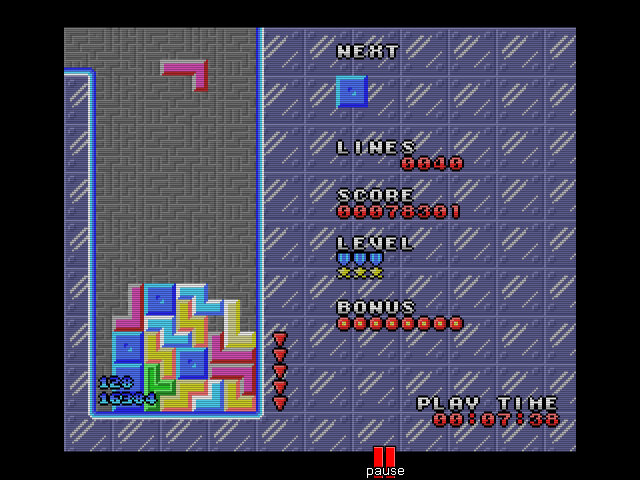 NEXT
LINES
0040
SCORE
00078301
LEVEL
BONUS
128
16384
PLAY TIME
00:07:38
pause